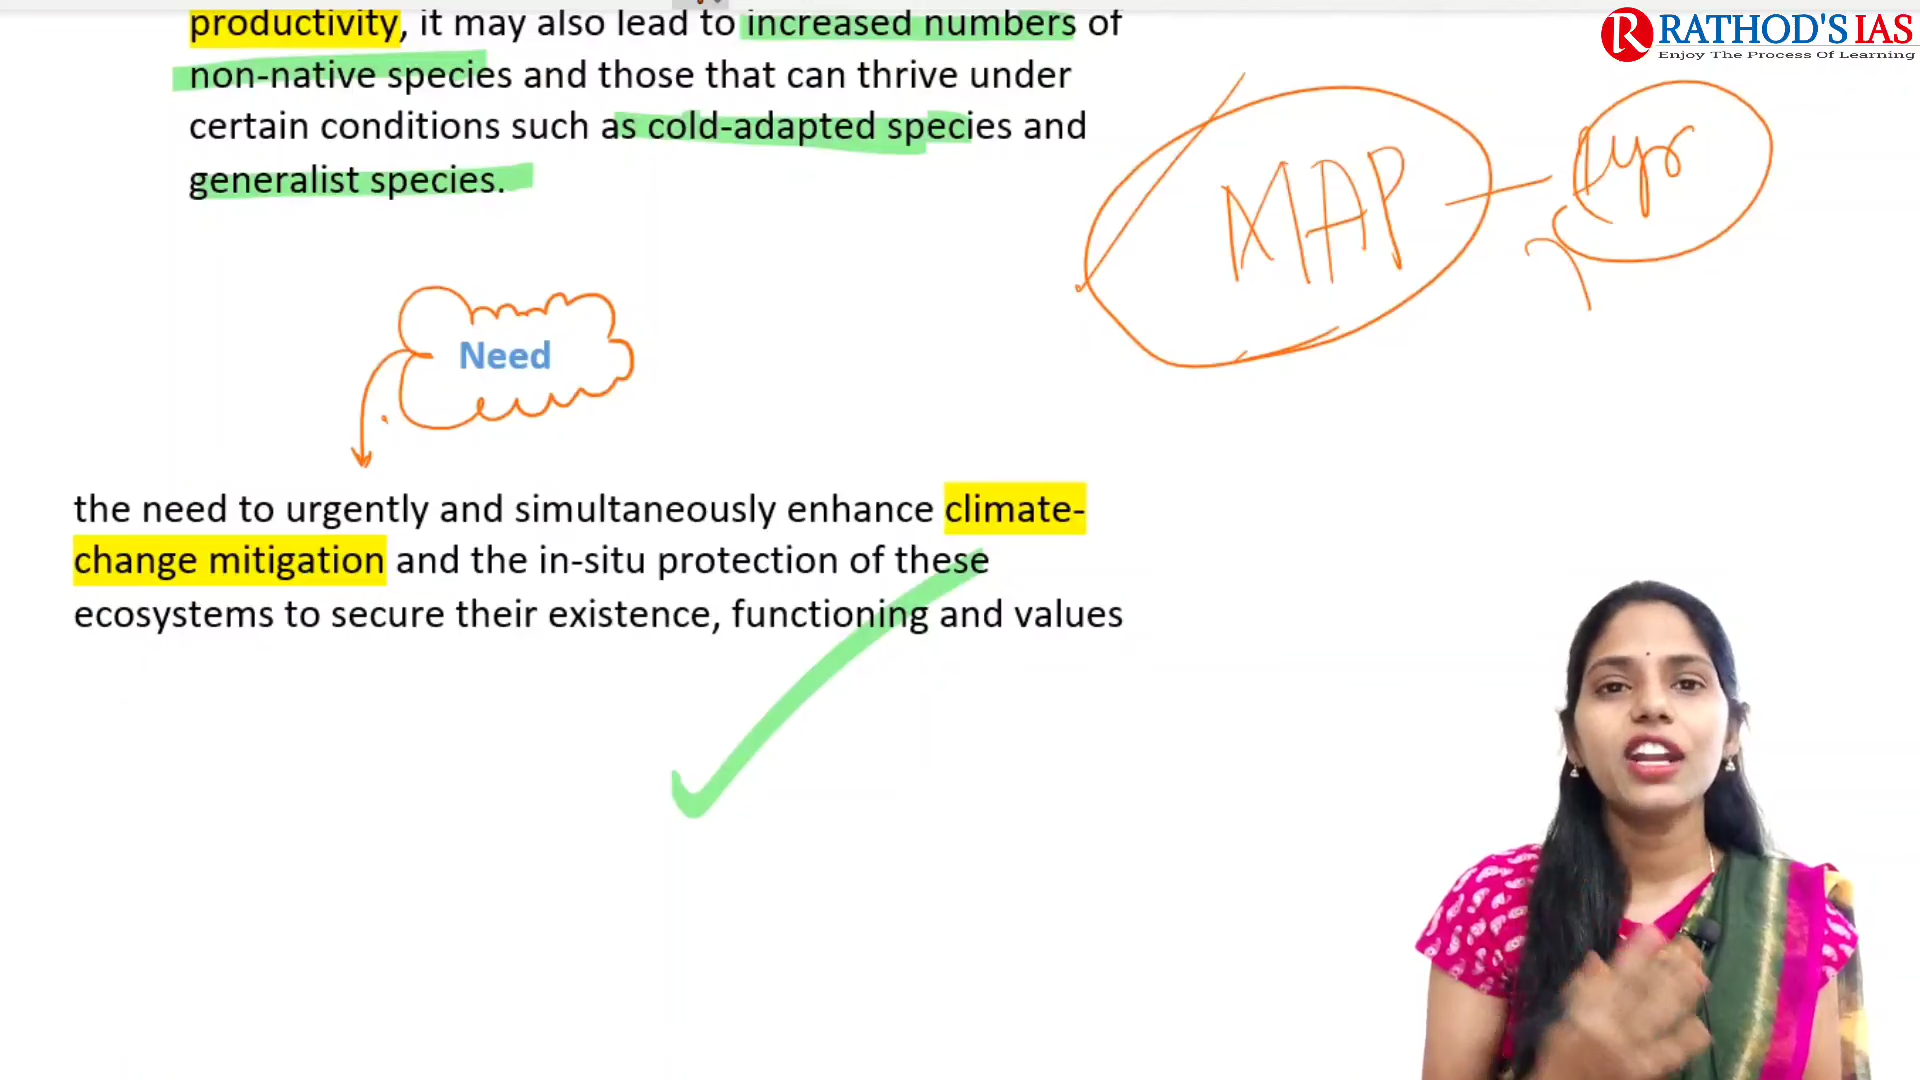 productivity, it may also lead to increased numbers of
non-native species and those that can thrive under
certain conditions such as cold-adapted species and
generalist species.
RATHOD'S IAS
Enjoy The Process Of Learning
MAP - 1yr
Need
the need to urgently and simultaneously enhance climate-
change mitigation and the in-situ protection of these
ecosystems to secure their existence, functioning and values